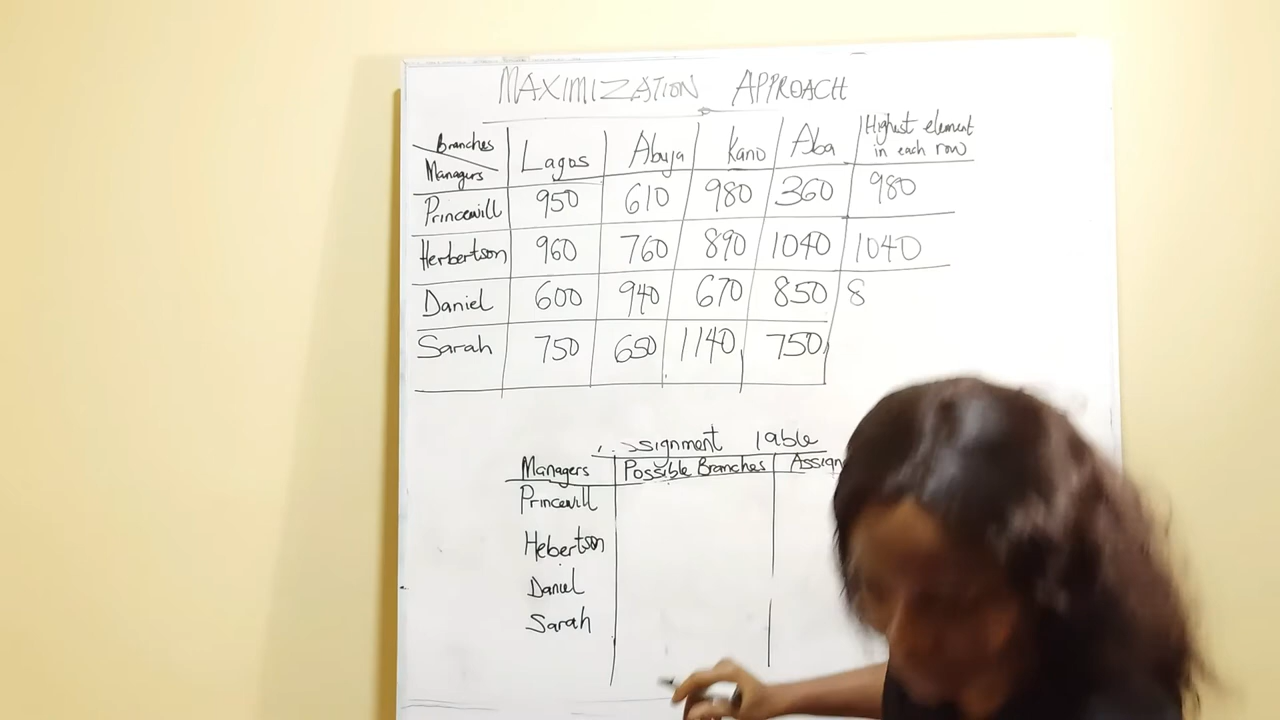 MAXIMIZATION APPROACH
Branches
Managers
Lagos Abuja Kano Aba Highest element in each row
Princewill 950 610 980 360 980
Herbertson 960 760 890 1040 1040
Daniel 600 940 670 850 8
Sarah 750 650 1140 750
ssignment Table
Managers Possible Branches Assign
Princewill
Hebertson
Daniel
Sarah